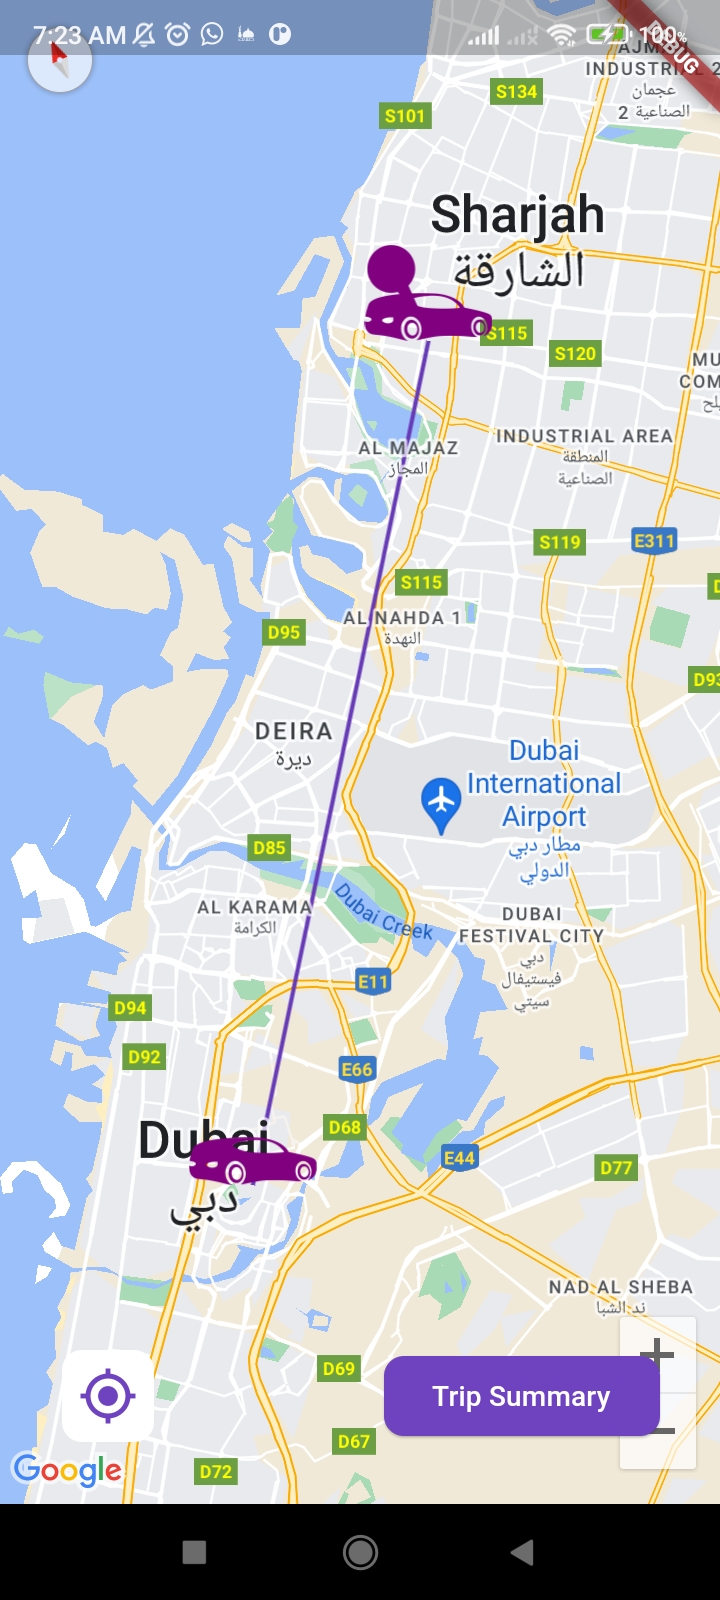 7:23 AM
100%
DEBUG
AJM
INDUSTRIAL 2
عجمان
الصناعية 2
S134
S101
Sharjah
الشارقة
S115
S120
MU
COM
AL MAJAZ
المجاز
INDUSTRIAL AREA
المنطقة
الصناعية
S119
E311
S115
D
AL NAHDA 1
النهدة
D95
D93
DEIRA
ديرة
Dubai
International
Airport
مطار دبي
الدولي
D85
AL KARAMA
الكرامة
Dubai Creek
DUBAI
FESTIVAL CITY
دبي
فيستيفال
سيتي
E11
D94
D92
E66
D68
Dubai
دبي
E44
D77
NAD AL SHEBA
ند الشبا
D69
Trip Summary
D67
Google
D72